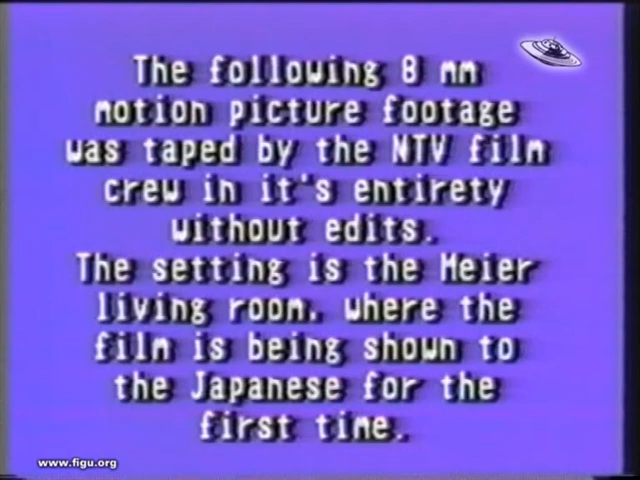 The following 8 mm
motion picture footage
was taped by the NTV film
crew in it's entirety
without edits.
The setting is the Meier
living room, where the
film is being shown to
the Japanese for the
first time.
www.figu.org